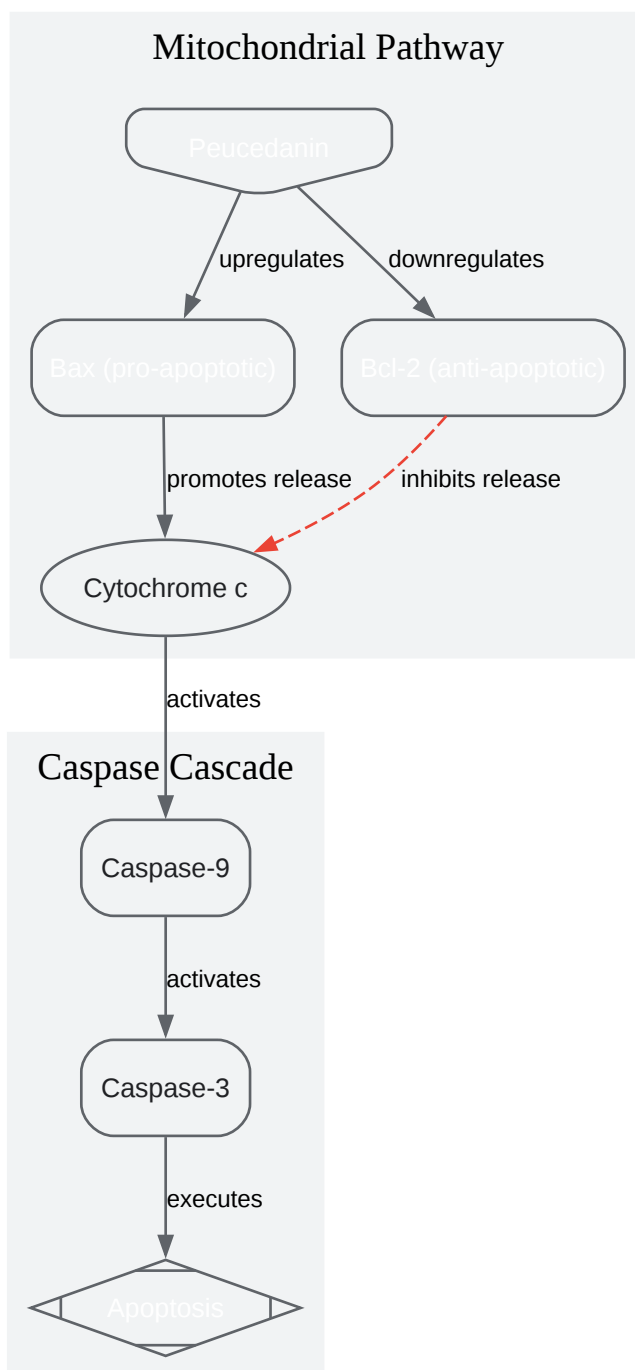 Mitochondrial Pathway
Peucedanin
upregulates
downregulates
Bax (pro-apoptotic)
Bcl-2 (anti-apoptotic)
promotes release
inhibits release
Cytochrome c
activates
Caspase Cascade
Caspase-9
activates
Caspase-3
executes
Apoptosis